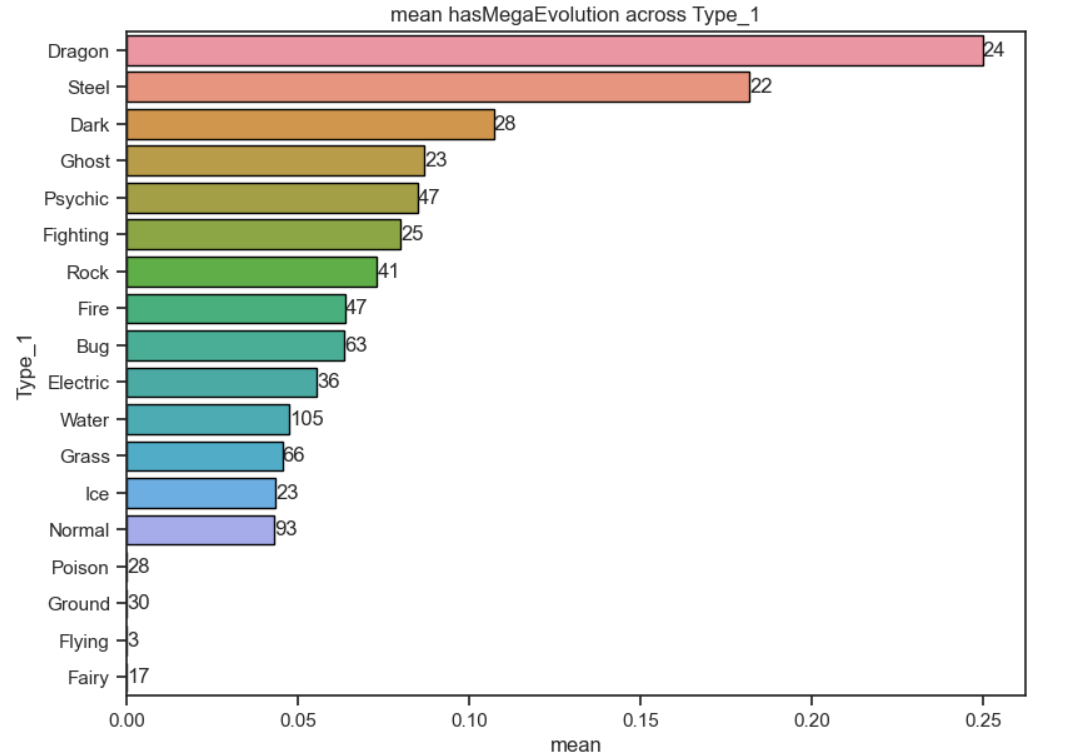 mean hasMegaEvolution across Type_1
Type_1
Dragon 24
Steel 22
Dark 28
Ghost 23
Psychic 47
Fighting 25
Rock 41
Fire 47
Bug 63
Electric 36
Water 105
Grass 66
Ice 23
Normal 93
Poison 28
Ground 30
Flying 3
Fairy 17
0.00 0.05 0.10 0.15 0.20 0.25
mean